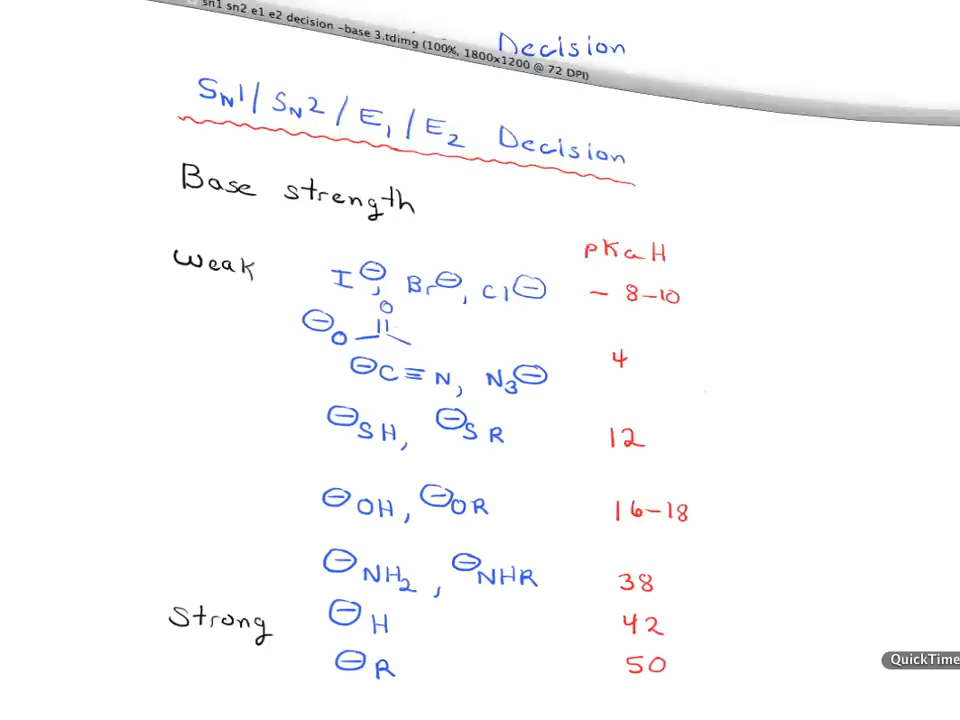 sn1 sn2 e1 e2 decision -base 3.tdimg (100%, 1800x1200 @ 72 DPI)
Decision
SN1/ SN2 / E1 / E2 Decision
Base strength
pKaH
weak I⊖, Br⊖, Cl⊖ - 8-10
O
⊖O 4
⊖C≡N, N3⊖
⊖SH, ⊖SR 12
⊖OH, ⊖OR 16-18
⊖NH2, ⊖NHR 38
Strong ⊖H 42
⊖R 50
QuickTime